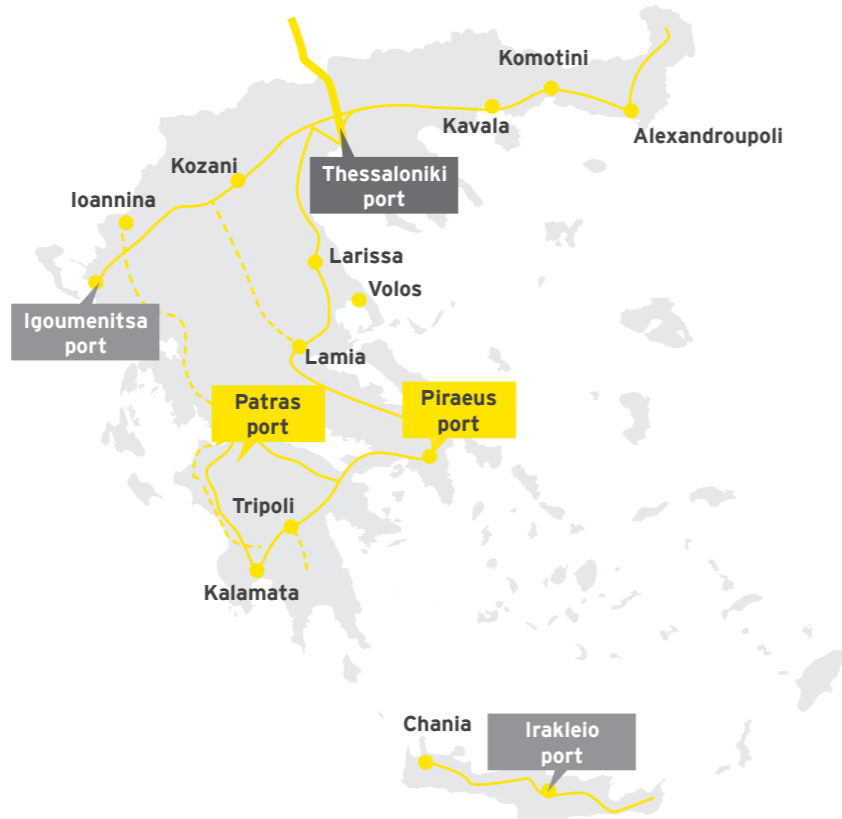 Komotini
Kavala
Alexandroupoli
Thessaloniki
port
Kozani
Ioannina
Larissa
Volos
Igoumenitsa
port
Lamia
Patras
port
Piraeus
port
Tripoli
Kalamata
Chania
Irakleio
port